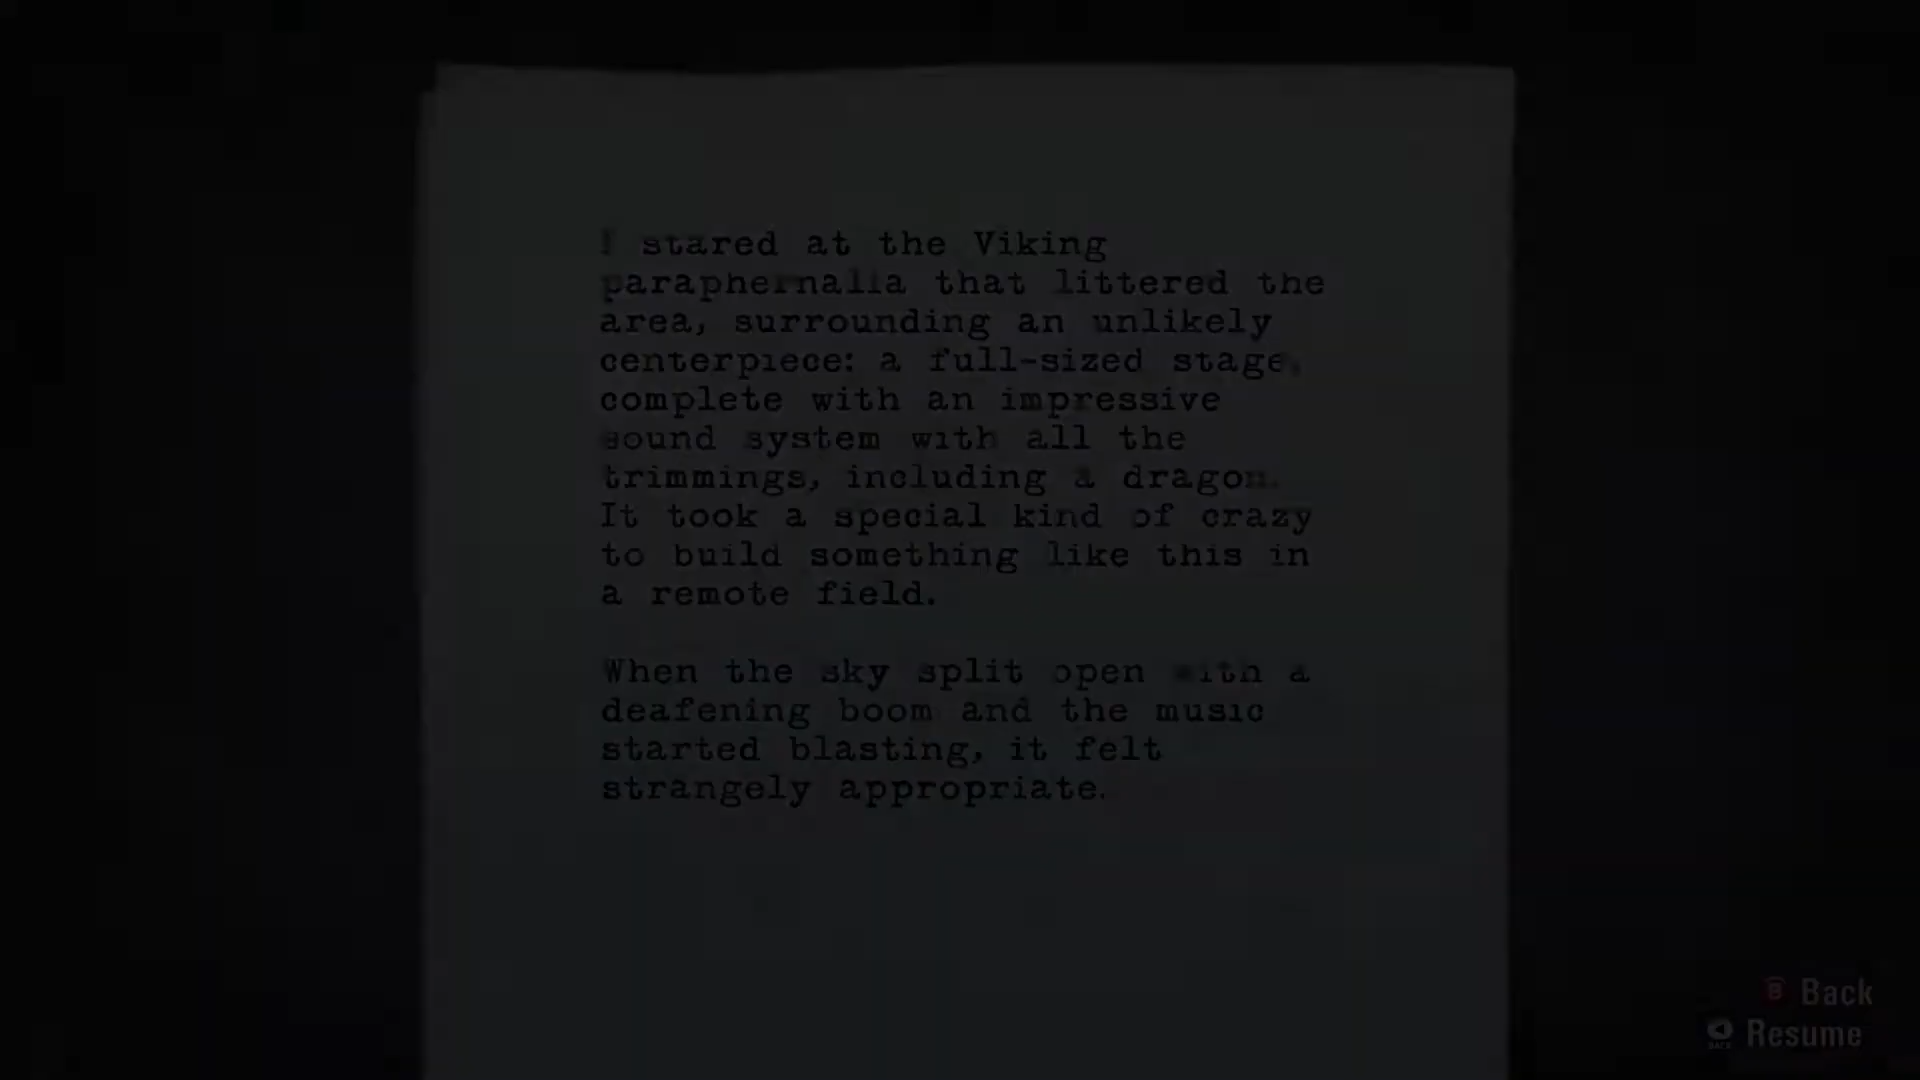 I stared at the Viking
paraphernalia that littered the
area, surrounding an unlikely
centerpiece: a full-sized stage,
complete with an impressive
sound system with all the
trimmings, including a dragon.
It took a special kind of crazy
to build something like this in
a remote field.
When the sky split open with a
deafening boom and the music
started blasting, it felt
strangely appropriate.
B Back
BACK Resume